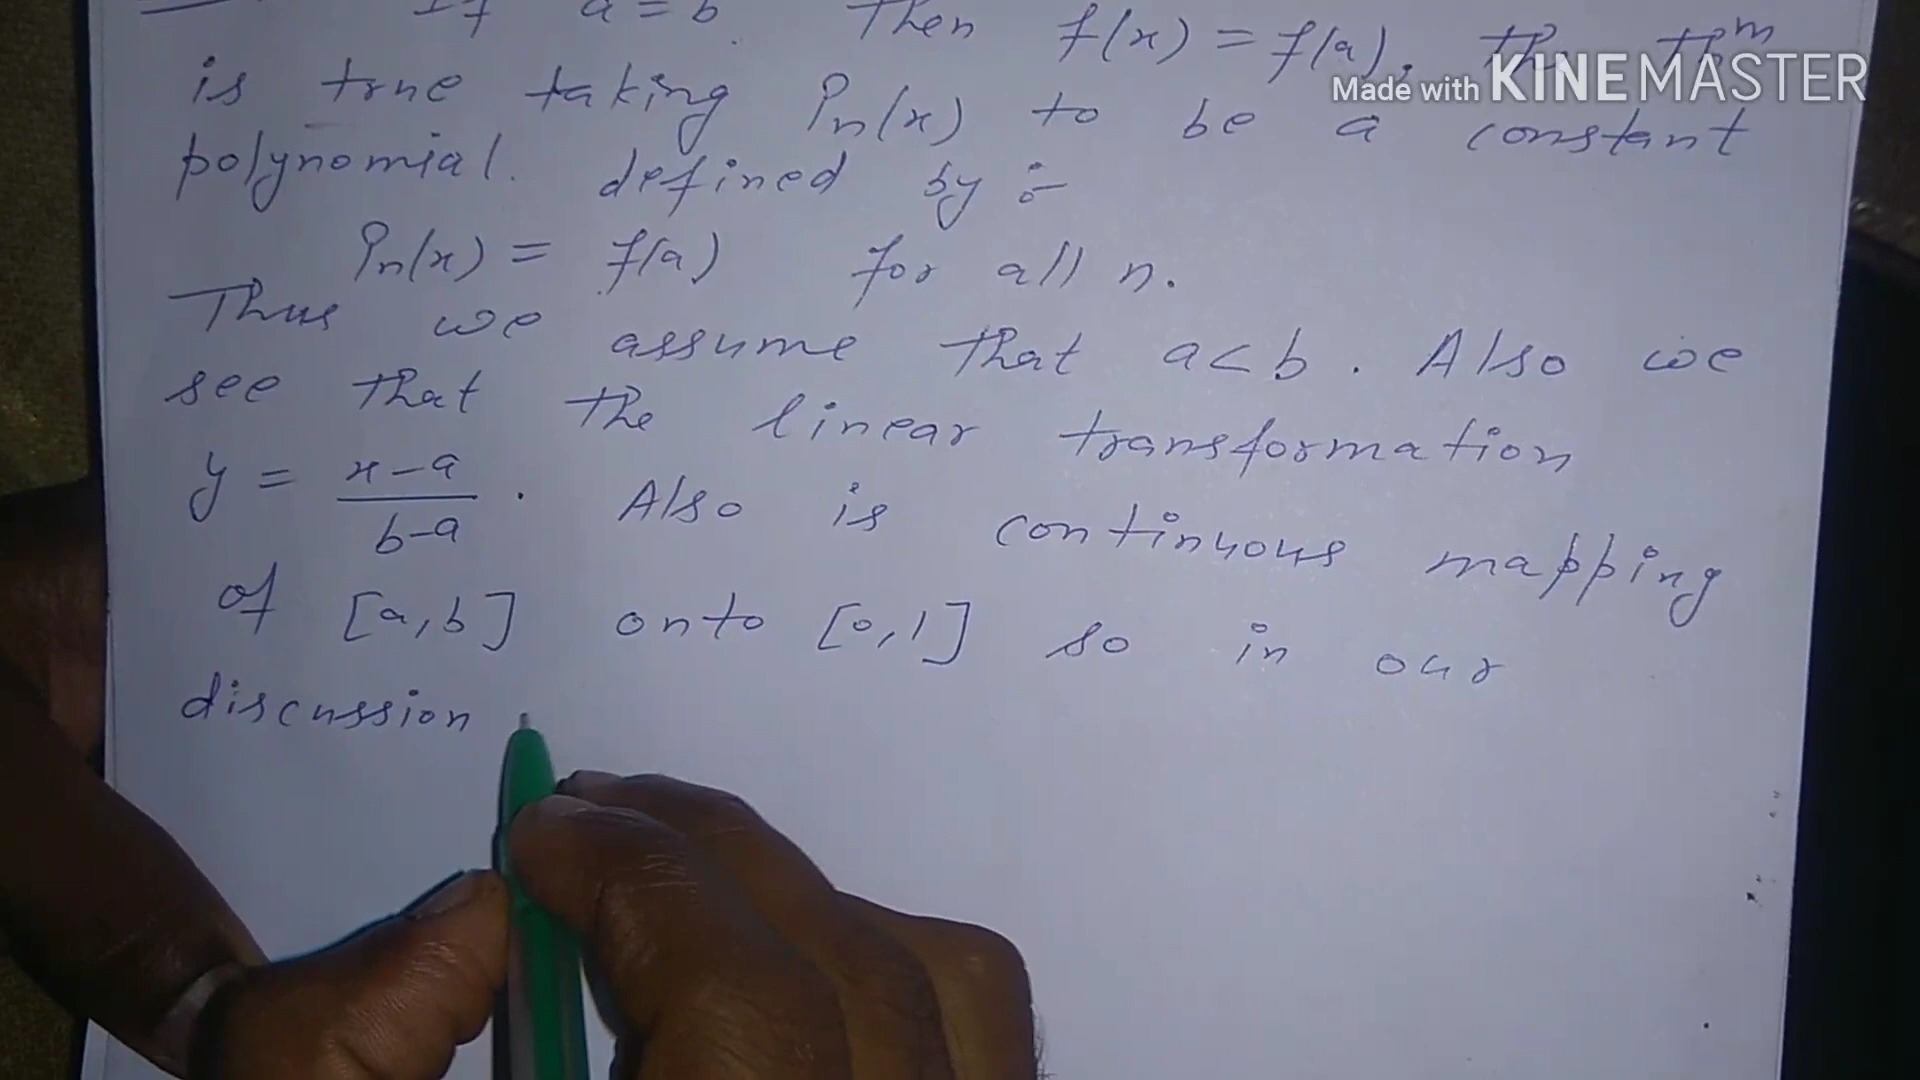 If a = b. Then f(x) = f(a), the thm
Made with KINEMASTER
is true taking Pn(x) to be a constant
polynomial. defined by :-
Pn(x) = f(a) for all n.
Thus we assume that a < b. Also we
see that the linear transformation
y = x-a / b-a . Also is continuous mapping
of [a,b] onto [0,1] so in our
discussion